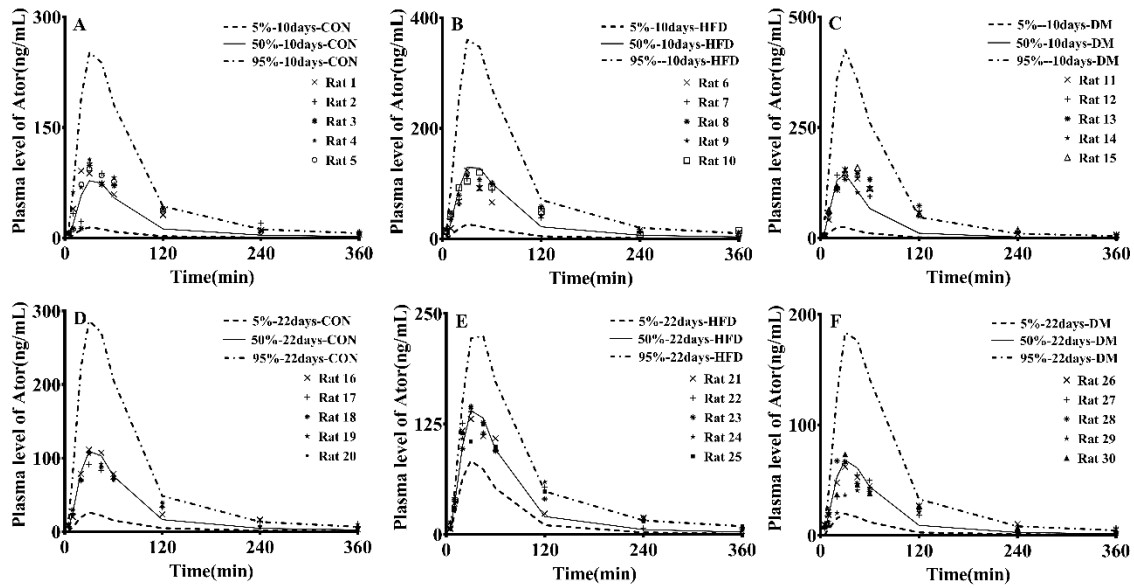 A
Plasma level of Ator(ng/mL)
300
150
0
5%-10days-CON
50%-10days-CON
95%-10days-CON
Rat 1
Rat 2
Rat 3
Rat 4
Rat 5
0 120 240 360
Time(min)
B
Plasma level of Ator(ng/mL)
400
200
0
5%-10days-HFD
50%-10days-HFD
95%--10days-HFD
Rat 6
Rat 7
Rat 8
Rat 9
Rat 10
0 120 240 360
Time(min)
C
Plasma level of Ator(ng/mL)
500
250
0
5%--10days-DM
50%-10days-DM
95%--10days-DM
Rat 11
Rat 12
Rat 13
Rat 14
Rat 15
0 120 240 360
Time(min)
D
Plasma level of Ator(ng/mL)
300
200
100
0
5%-22days-CON
50%-22days-CON
95%-22days-CON
Rat 16
Rat 17
Rat 18
Rat 19
Rat 20
0 120 240 360
Time(min)
E
Plasma level of Ator(ng/mL)
250
125
0
5%-22days-HFD
50%-22days-HFD
95%-22days-HFD
Rat 21
Rat 22
Rat 23
Rat 24
Rat 25
0 120 240 360
Time(min)
F
Plasma level of Ator(ng/mL)
200
100
0
5%-22days-DM
50%-22days-DM
95%-22days-DM
Rat 26
Rat 27
Rat 28
Rat 29
Rat 30
0 120 240 360
Time(min)